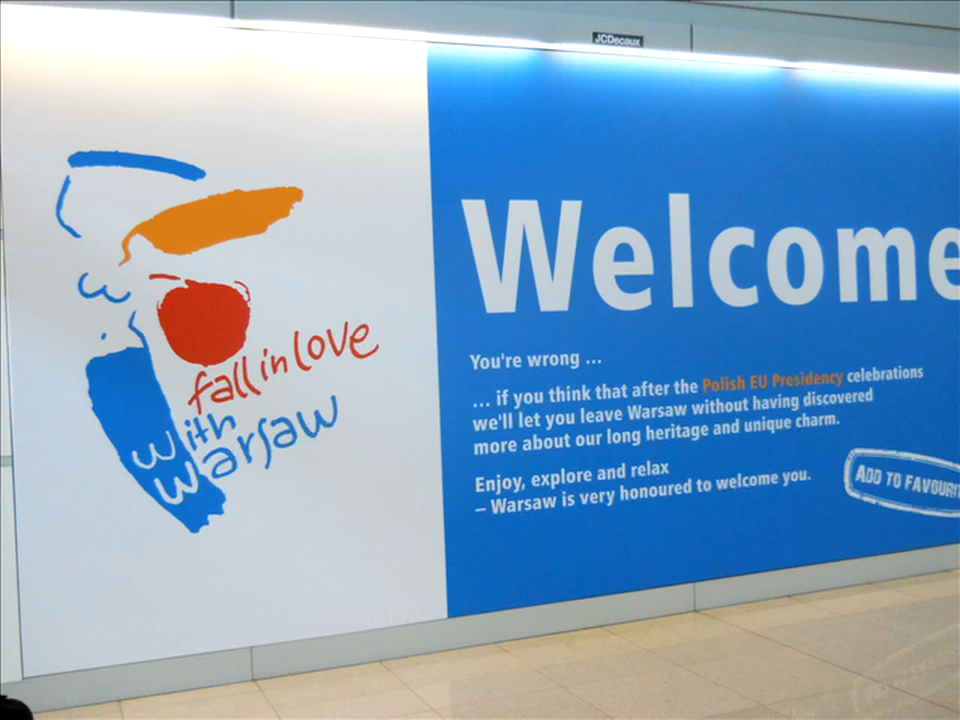 JCDecaux
fall in love
with
warsaw
Welcome
You're wrong ...
... if you think that after the Polish EU Presidency celebrations
we'll let you leave Warsaw without having discovered
more about our long heritage and unique charm.
Enjoy, explore and relax
– Warsaw is very honoured to welcome you.
ADD TO FAVOURIT